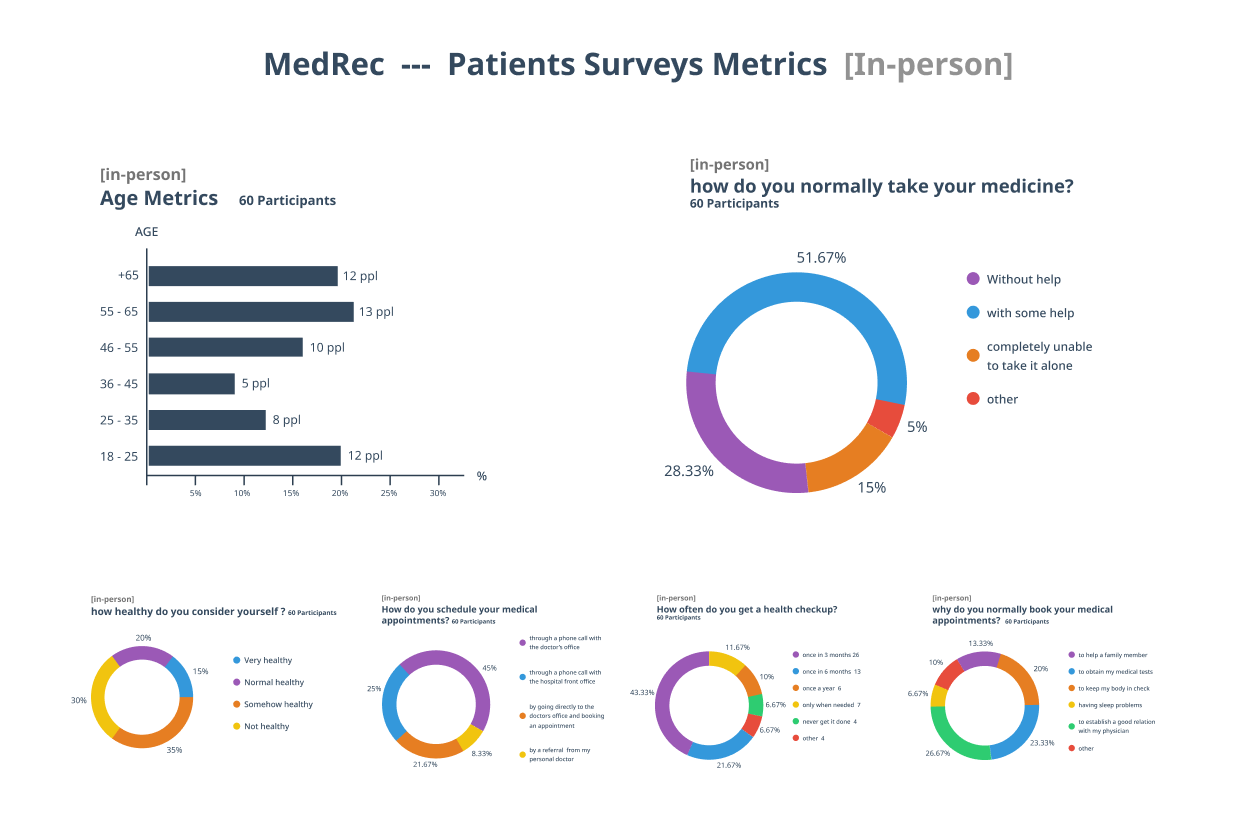 MedRec --- Patients Surveys Metrics [In-person]
[in-person]
Age Metrics 60 Participants
AGE
+65 12 ppl
55 - 65 13 ppl
46 - 55 10 ppl
36 - 45 5 ppl
25 - 35 8 ppl
18 - 25 12 ppl
%
5% 10% 15% 20% 25% 30%
[in-person]
how do you normally take your medicine?
60 Participants
51.67%
5%
15%
28.33%
Without help
with some help
completely unable
to take it alone
other
[in-person]
how healthy do you consider yourself ? 60 Participants
20%
15%
30%
35%
Very healthy
Normal healthy
Somehow healthy
Not healthy
[in-person]
How do you schedule your medical
appointments? 60 Participants
45%
25%
8.33%
21.67%
through a phone call with
the doctor's office
through a phone call with
the hospital front office
by going directly to the
doctors office and booking
an appointment
by a referral from my
personal doctor
[in-person]
How often do you get a health checkup?
60 Participants
11.67%
10%
43.33%
6.67%
6.67%
21.67%
once in 3 months 26
once in 6 months 13
once a year 6
only when needed 7
never get it done 4
other 4
[in-person]
why do you normally book your medical
appointments? 60 Participants
13.33%
10%
20%
6.67%
23.33%
26.67%
to help a family member
to obtain my medical tests
to keep my body in check
having sleep problems
to establish a good relation
with my physician
other